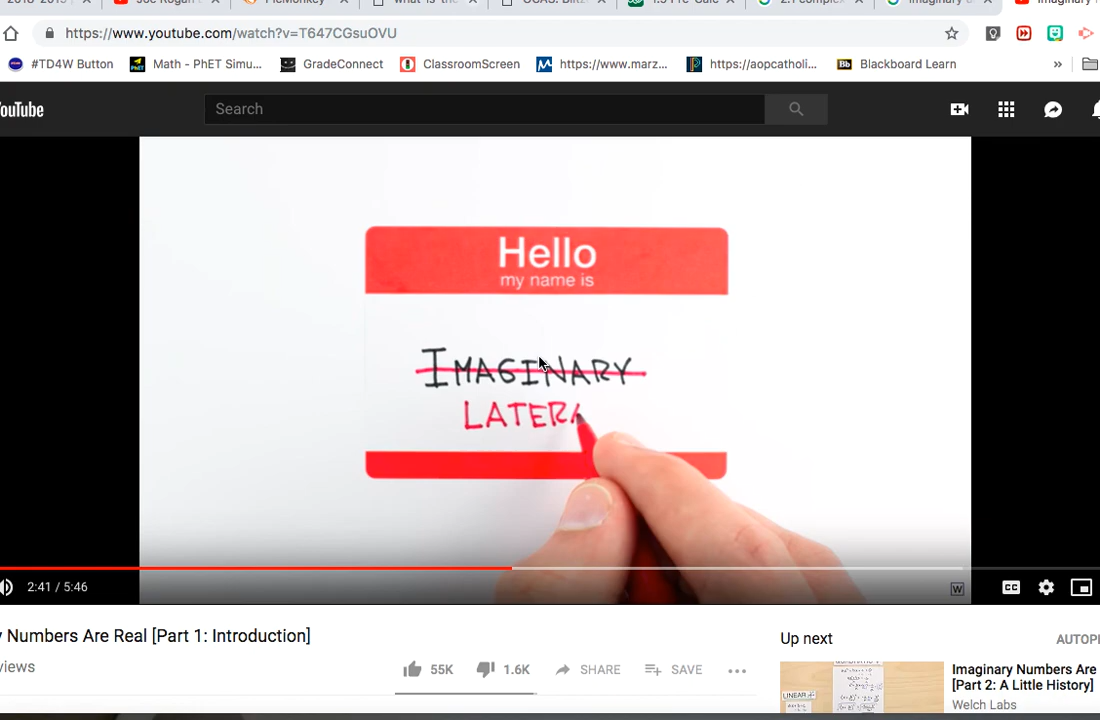 https://www.youtube.com/watch?v=T647CGsuOVU
#TD4W Button
Math - PhET Simu...
GradeConnect
ClassroomScreen
https://www.marz...
https://aopcatholi...
Bb Blackboard Learn
»
YouTube
Search
Hello
my name is
IMAGINARY
LATERA
2:41 / 5:46
W
CC
y Numbers Are Real [Part 1: Introduction]
views
55K
1.6K
SHARE
SAVE
Up next
AUTOPL
LINEAR
Imaginary Numbers Are
[Part 2: A Little History]
Welch Labs